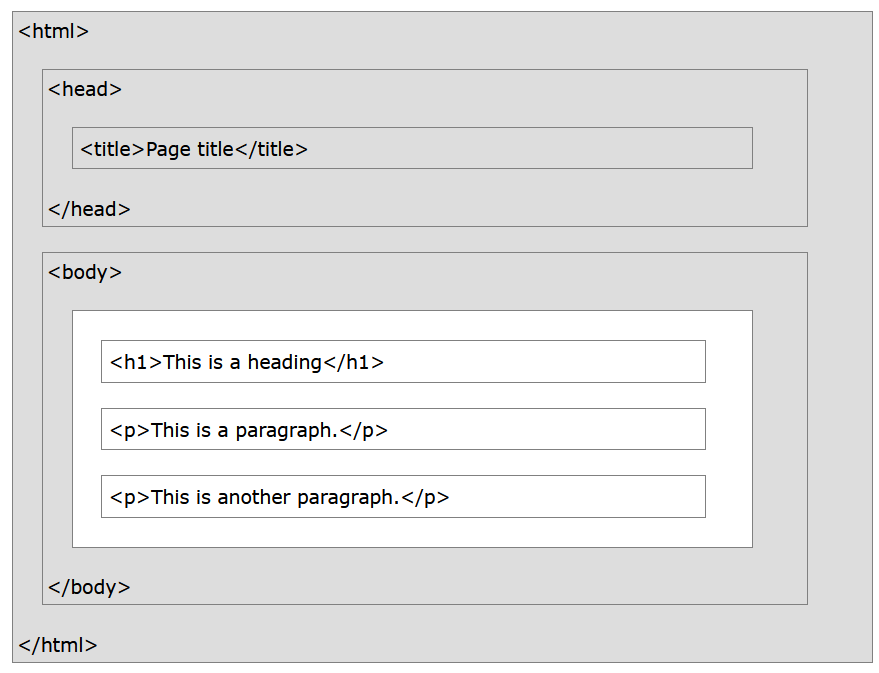 <html>
<head>
<title>Page title</title>
</head>
<body>
<h1>This is a heading</h1>
<p>This is a paragraph.</p>
<p>This is another paragraph.</p>
</body>
</html>